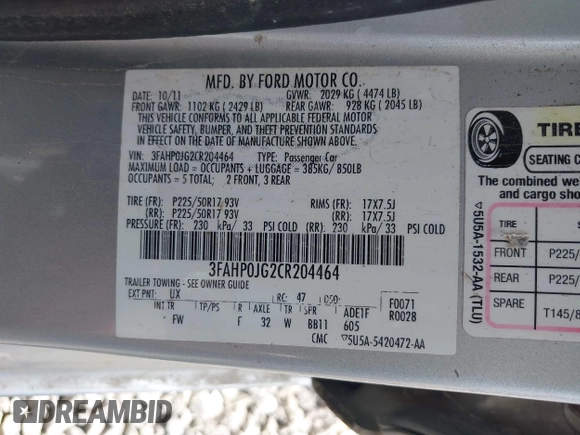 MFD. BY FORD MOTOR CO.
DATE: 10/11 GVWR: 2029 KG ( 4474 LB)
FRONT GAWR: 1102 KG ( 2429 LB) REAR GAWR: 928 KG ( 2045 LB)
THIS VEHICLE CONFORMS TO ALL APPLICABLE FEDERAL MOTOR
VEHICLE SAFETY, BUMPER, AND THEFT PREVENTION STANDARDS
IN EFFECT ON THE DATE OF MANUFACTURE SHOWN ABOVE.
VIN: 3FAHP0JG2CR204464 TYPE: Passenger Car
MAXIMUM LOAD = OCCUPANTS + LUGGAGE = 385KG/ 850LB
OCCUPANTS = 5 TOTAL; 2 FRONT, 3 REAR
TIRE (FR): P225/50R17 93V RIMS (FR): 17X7.5J
(RR): P225/50R17 93V (RR): 17X7.5J
PRESSURE (FR): 230 kPa/ 33 PSI COLD (RR): 230 kPa/ 33 PSI COLD
3FAHP0JG2CR204464
TRAILER TOWING - SEE OWNER GUIDE
EXT PNT: UX RC: 47 DSO: F0071
INT TR TP/PS R AXLE TR SPR ADE1F R0028
FW F 32 W BB11 605
CMC ▽5U5A-5420472-AA
TIRE
SEATING
The combined
and cargo
▽5U5A-1532-AA (TLU)
TIRE
FRONT P225/
REAR P225/
SPARE T145/
DREAMBID